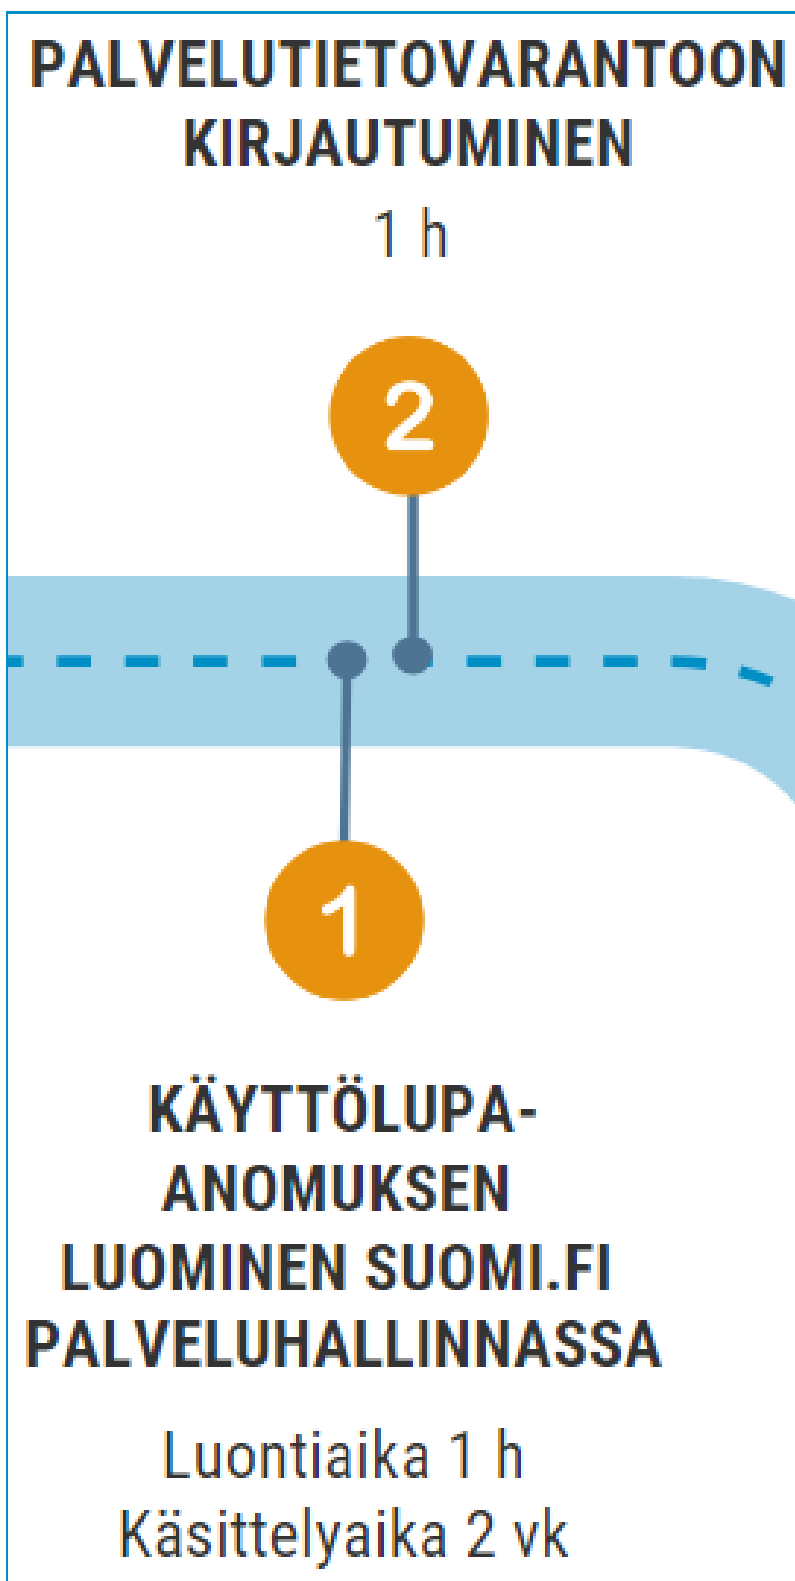 PALVELUTIETOVARANTOON
KIRJAUTUMINEN
1 h
2
1
KÄYTTÖLUPA-
ANOMUKSEN
LUOMINEN SUOMI.FI
PALVELUHALLINNASSA
Luontiaika 1 h
Käsittelyaika 2 vk